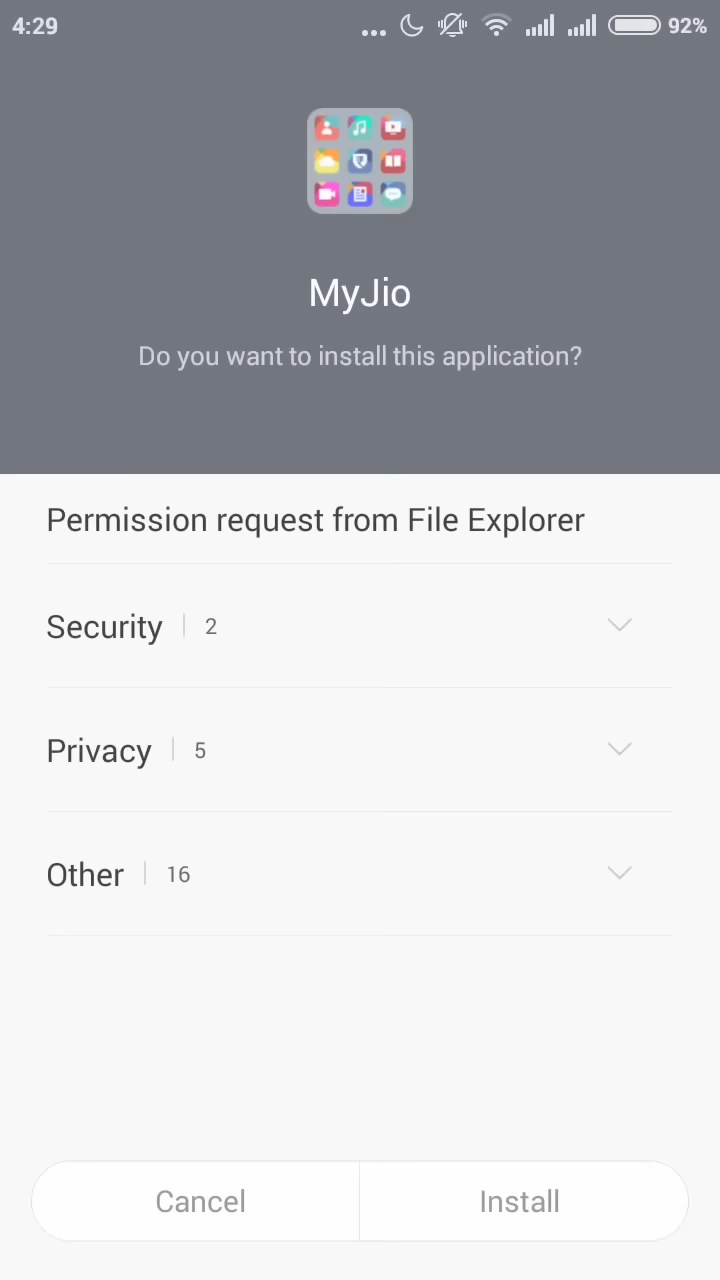 4:29
92%
MyJio
Do you want to install this application?
Permission request from File Explorer
Security | 2
Privacy | 5
Other | 16
Cancel
Install